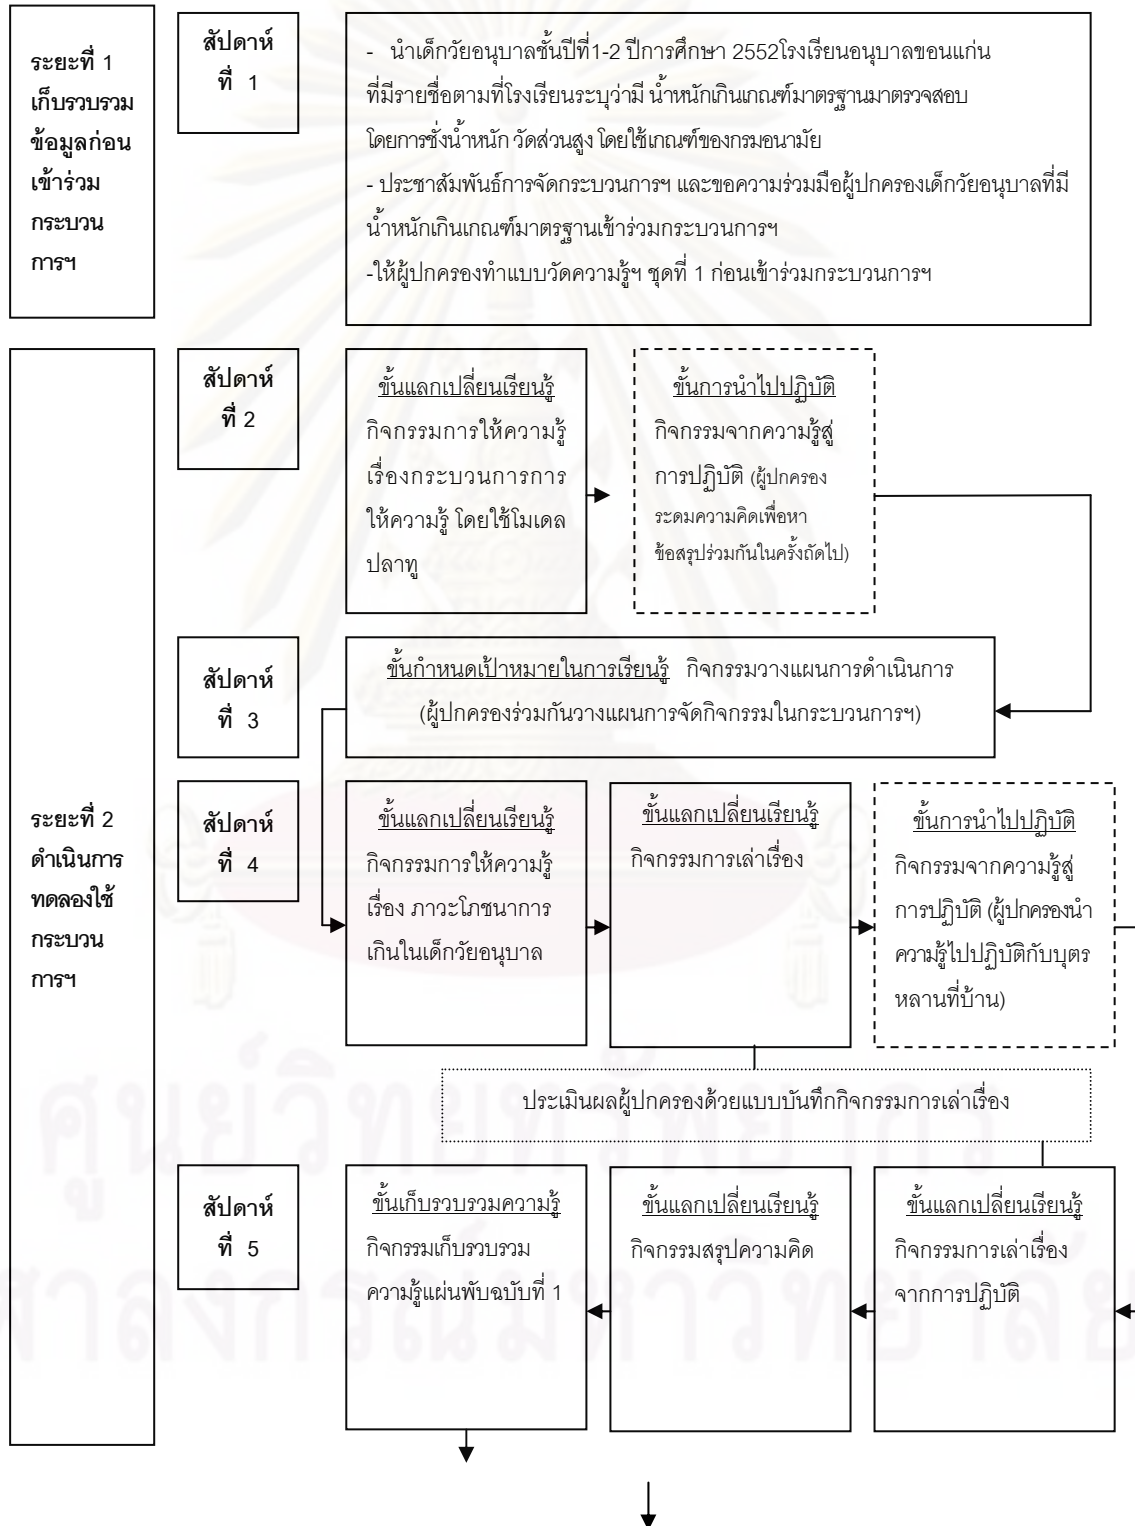 ระยะที่ 1
เก็บรวบรวม
ข้อมูลก่อน
เข้าร่วม
กระบวน
การฯ
สัปดาห์
ที่ 1
- นำเด็กวัยอนุบาลชั้นปีที่1-2 ปีการศึกษา 2552โรงเรียนอนุบาลขอนแก่น
ที่มีรายชื่อตามที่โรงเรียนระบุว่ามี น้ำหนักเกินเกณฑ์มาตรฐานมาตรวจสอบ
โดยการชั่งน้ำหนัก วัดส่วนสูง โดยใช้เกณฑ์ของกรมอนามัย
- ประชาสัมพันธ์การจัดกระบวนการฯ และขอความร่วมมือผู้ปกครองเด็กวัยอนุบาลที่มี
น้ำหนักเกินเกณฑ์มาตรฐานเข้าร่วมกระบวนการฯ
-ให้ผู้ปกครองทำแบบวัดความรู้ฯ ชุดที่ 1 ก่อนเข้าร่วมกระบวนการฯ
ระยะที่ 2
ดำเนินการ
ทดลองใช้
กระบวน
การฯ
สัปดาห์
ที่ 2
ขั้นแลกเปลี่ยนเรียนรู้
กิจกรรมการให้ความรู้
เรื่องกระบวนการการ
ให้ความรู้ โดยใช้โมเดล
ปลาทู
ขั้นการนำไปปฏิบัติ
กิจกรรมจากความรู้สู่
การปฏิบัติ (ผู้ปกครอง
ระดมความคิดเพื่อหา
ข้อสรุปร่วมกันในครั้งถัดไป)
สัปดาห์
ที่ 3
ขั้นกำหนดเป้าหมายในการเรียนรู้ กิจกรรมวางแผนการดำเนินการ
(ผู้ปกครองร่วมกันวางแผนการจัดกิจกรรมในกระบวนการฯ)
สัปดาห์
ที่ 4
ขั้นแลกเปลี่ยนเรียนรู้
กิจกรรมการให้ความรู้
เรื่อง ภาวะโภชนาการ
เกินในเด็กวัยอนุบาล
ขั้นแลกเปลี่ยนเรียนรู้
กิจกรรมการเล่าเรื่อง
ขั้นการนำไปปฏิบัติ
กิจกรรมจากความรู้สู่
การปฏิบัติ (ผู้ปกครองนำ
ความรู้ไปปฏิบัติกับบุตร
หลานที่บ้าน)
ประเมินผลผู้ปกครองด้วยแบบบันทึกกิจกรรมการเล่าเรื่อง
สัปดาห์
ที่ 5
ขั้นเก็บรวบรวมความรู้
กิจกรรมเก็บรวบรวม
ความรู้แผ่นพับฉบับที่ 1
ขั้นแลกเปลี่ยนเรียนรู้
กิจกรรมสรุปความคิด
ขั้นแลกเปลี่ยนเรียนรู้
กิจกรรมการเล่าเรื่อง
จากการปฏิบัติ
ศูนย์วิทยทรัพยากร
ฬาลงกรณ์มหาวิทยาลัย